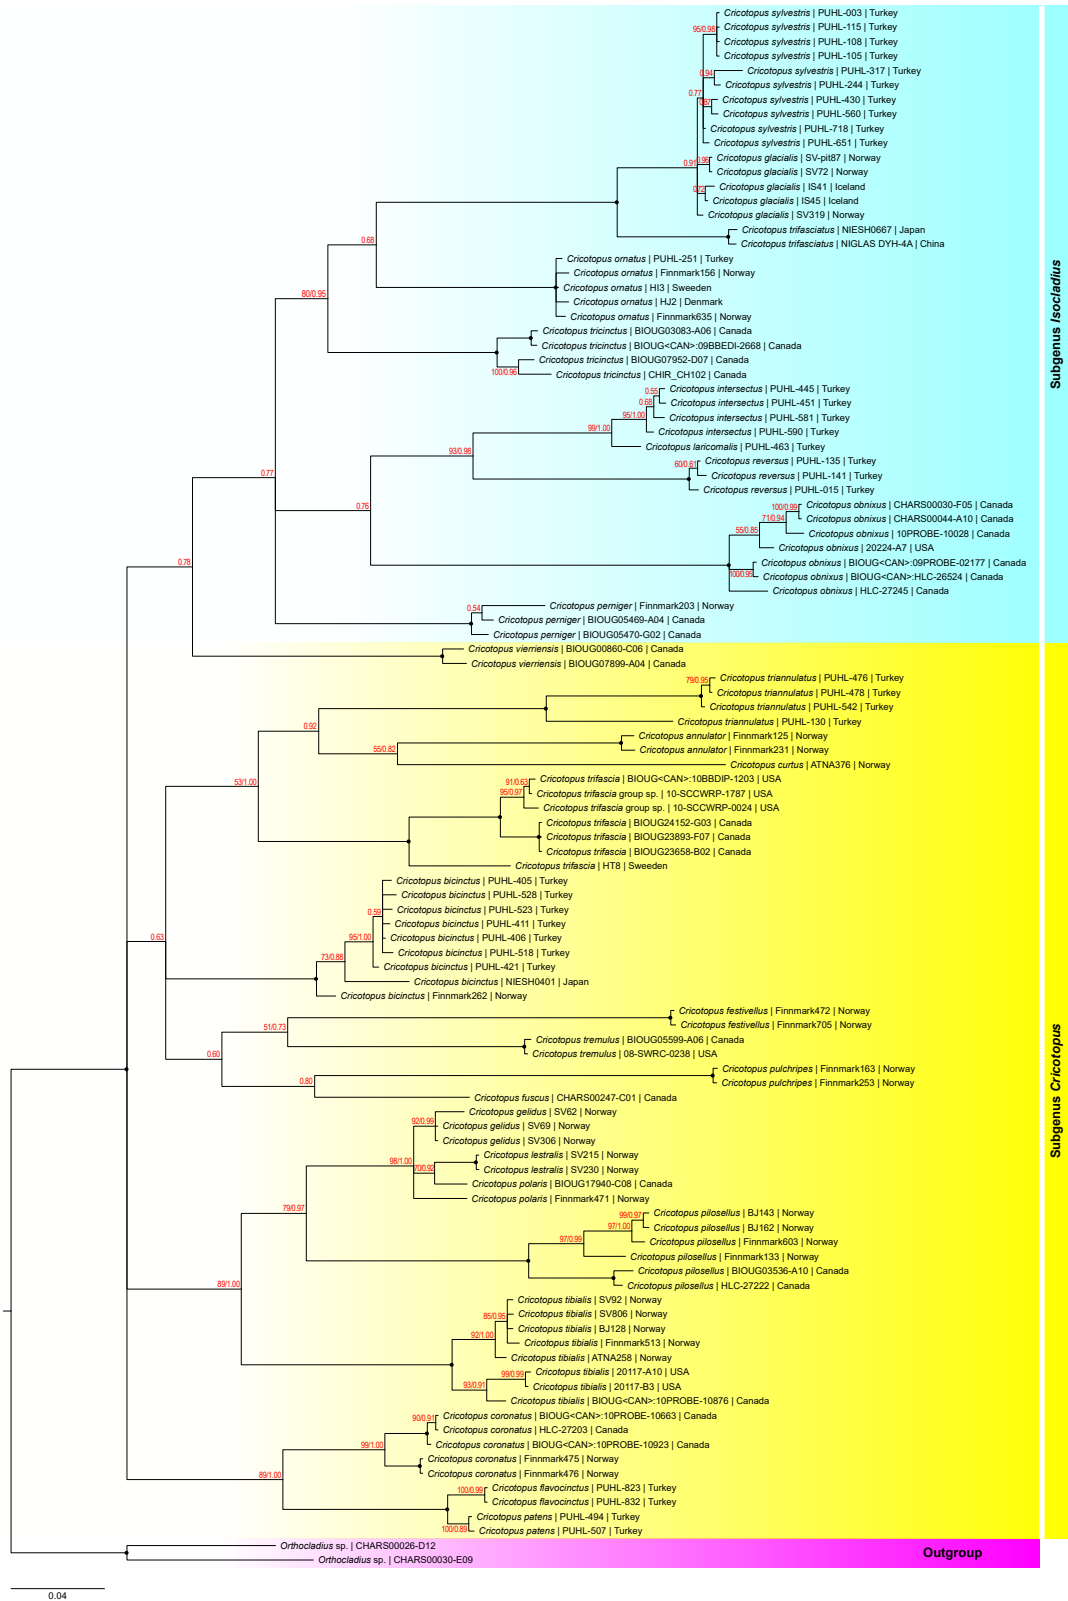 Cricotopus sylvestris | PUHL-003 | Turkey
Cricotopus sylvestris | PUHL-115 | Turkey
95/0.98
Cricotopus sylvestris | PUHL-108 | Turkey
Cricotopus sylvestris | PUHL-105 | Turkey
Cricotopus sylvestris | PUHL-317 | Turkey
0.94
Cricotopus sylvestris | PUHL-244 | Turkey
0.77
Cricotopus sylvestris | PUHL-430 | Turkey
Cricotopus sylvestris | PUHL-560 | Turkey
Cricotopus sylvestris | PUHL-718 | Turkey
Cricotopus sylvestris | PUHL-651 | Turkey
Cricotopus glacialis | SV-pit87 | Norway
0.91
0.96
Cricotopus glacialis | SV72 | Norway
Cricotopus glacialis | IS41 | Iceland
0.72
Cricotopus glacialis | IS45 | Iceland
Cricotopus glacialis | SV319 | Norway
Cricotopus trifasciatus | NIESH0667 | Japan
0.68
Cricotopus trifasciatus | NIGLAS DYH-4A | China
Cricotopus ornatus | PUHL-251 | Turkey
Cricotopus ornatus | Finnmark156 | Norway
Cricotopus ornatus | HI3 | Sweden
80/0.95
Cricotopus ornatus | HJ2 | Denmark
Cricotopus ornatus | Finnmark635 | Norway
Cricotopus tricinctus | BIOUG03083-A06 | Canada
Cricotopus tricinctus | BIOUG<CAN>:09BBEDI-2668 | Canada
Cricotopus tricinctus | BIOUG07952-D07 | Canada
100/0.96
Cricotopus tricinctus | CHIR_CH102 | Canada
Subgenus Isocladius
Cricotopus intersectus | PUHL-445 | Turkey
0.55
Cricotopus intersectus | PUHL-451 | Turkey
0.68
Cricotopus intersectus | PUHL-581 | Turkey
95/1.00
Cricotopus intersectus | PUHL-590 | Turkey
99/1.00
Cricotopus laricomalis | PUHL-463 | Turkey
93/0.98
Cricotopus reversus | PUHL-135 | Turkey
60/0.61
Cricotopus reversus | PUHL-141 | Turkey
0.77
Cricotopus reversus | PUHL-015 | Turkey
0.76
Cricotopus obnixus | CHARS00030-F05 | Canada
100/0.99
Cricotopus obnixus | CHARS00044-A10 | Canada
71/0.94
Cricotopus obnixus | 10PROBE-10028 | Canada
55/0.85
Cricotopus obnixus | 20224-A7 | USA
Cricotopus obnixus | BIOUG<CAN>:09PROBE-02177 | Canada
0.78
100/0.95
Cricotopus obnixus | BIOUG<CAN>:HLC-26524 | Canada
Cricotopus obnixus | HLC-27245 | Canada
Cricotopus perniger | Finnmark203 | Norway
0.54
Cricotopus perniger | BIOUG05469-A04 | Canada
Cricotopus perniger | BIOUG05470-G02 | Canada
Cricotopus vierriensis | BIOUG00860-C06 | Canada
Cricotopus vierriensis | BIOUG07899-A04 | Canada
Cricotopus triannulatus | PUHL-476 | Turkey
79/0.95
Cricotopus triannulatus | PUHL-478 | Turkey
Cricotopus triannulatus | PUHL-542 | Turkey
Cricotopus triannulatus | PUHL-130 | Turkey
0.92
Cricotopus annulator | Finnmark125 | Norway
Cricotopus annulator | Finnmark231 | Norway
55/0.82
Cricotopus curtus | ATNA376 | Norway
53/1.00
Cricotopus trifascia | BIOUG<CAN>:10BBDIP-1203 | USA
91/0.63
Cricotopus trifascia group sp. | 10-SCCWRP-1787 | USA
95/0.97
Cricotopus trifascia group sp. | 10-SCCWRP-0024 | USA
Cricotopus trifascia | BIOUG24152-G03 | Canada
Cricotopus trifascia | BIOUG23893-F07 | Canada
Cricotopus trifascia | BIOUG23658-B02 | Canada
Cricotopus trifascia | HT8 | Sweden
Cricotopus bicinctus | PUHL-405 | Turkey
Cricotopus bicinctus | PUHL-528 | Turkey
0.59
Cricotopus bicinctus | PUHL-523 | Turkey
Cricotopus bicinctus | PUHL-411 | Turkey
0.63
95/1.00
Cricotopus bicinctus | PUHL-406 | Turkey
Cricotopus bicinctus | PUHL-518 | Turkey
73/0.88
Cricotopus bicinctus | PUHL-421 | Turkey
Cricotopus bicinctus | NIESH0401 | Japan
Cricotopus bicinctus | Finnmark262 | Norway
Cricotopus festivellus | Finnmark472 | Norway
51/0.73
Cricotopus festivellus | Finnmark705 | Norway
Cricotopus tremulus | BIOUG05599-A06 | Canada
0.60
Cricotopus tremulus | 08-SWRC-0238 | USA
Cricotopus pulchripes | Finnmark163 | Norway
0.80
Cricotopus pulchripes | Finnmark253 | Norway
Cricotopus fuscus | CHARS00247-C01 | Canada
Subgenus Cricotopus
Cricotopus gelidus | SV62 | Norway
92/0.99
Cricotopus gelidus | SV69 | Norway
Cricotopus gelidus | SV306 | Norway
Cricotopus lestralis | SV215 | Norway
98/1.00
70/0.92
Cricotopus lestralis | SV230 | Norway
Cricotopus polaris | BIOUG17940-C08 | Canada
Cricotopus polaris | Finnmark471 | Norway
79/0.97
Cricotopus pilosellus | BJ143 | Norway
99/0.97
Cricotopus pilosellus | BJ162 | Norway
97/1.00
Cricotopus pilosellus | Finnmark603 | Norway
97/0.99
Cricotopus pilosellus | Finnmark133 | Norway
Cricotopus pilosellus | BIOUG03536-A10 | Canada
Cricotopus pilosellus | HLC-27222 | Canada
89/1.00
Cricotopus tibialis | SV92 | Norway
Cricotopus tibialis | SV806 | Norway
85/0.95
Cricotopus tibialis | BJ128 | Norway
92/1.00
Cricotopus tibialis | Finnmark513 | Norway
Cricotopus tibialis | ATNA258 | Norway
Cricotopus tibialis | 20117-A10 | USA
99/0.99
Cricotopus tibialis | 20117-B3 | USA
93/0.91
Cricotopus tibialis | BIOUG<CAN>:10PROBE-10876 | Canada
Cricotopus coronatus | BIOUG<CAN>:10PROBE-10663 | Canada
90/0.91
Cricotopus coronatus | HLC-27203 | Canada
Cricotopus coronatus | BIOUG<CAN>:10PROBE-10923 | Canada
99/1.00
Cricotopus coronatus | Finnmark475 | Norway
Cricotopus coronatus | Finnmark476 | Norway
89/1.00
Cricotopus flavocinctus | PUHL-823 | Turkey
100/0.99
Cricotopus flavocinctus | PUHL-832 | Turkey
Cricotopus patens | PUHL-494 | Turkey
100/0.89
Cricotopus patens | PUHL-507 | Turkey
Orthocladius sp. | CHARS00026-D12
Outgroup
Orthocladius sp. | CHARS00030-E09
0.04